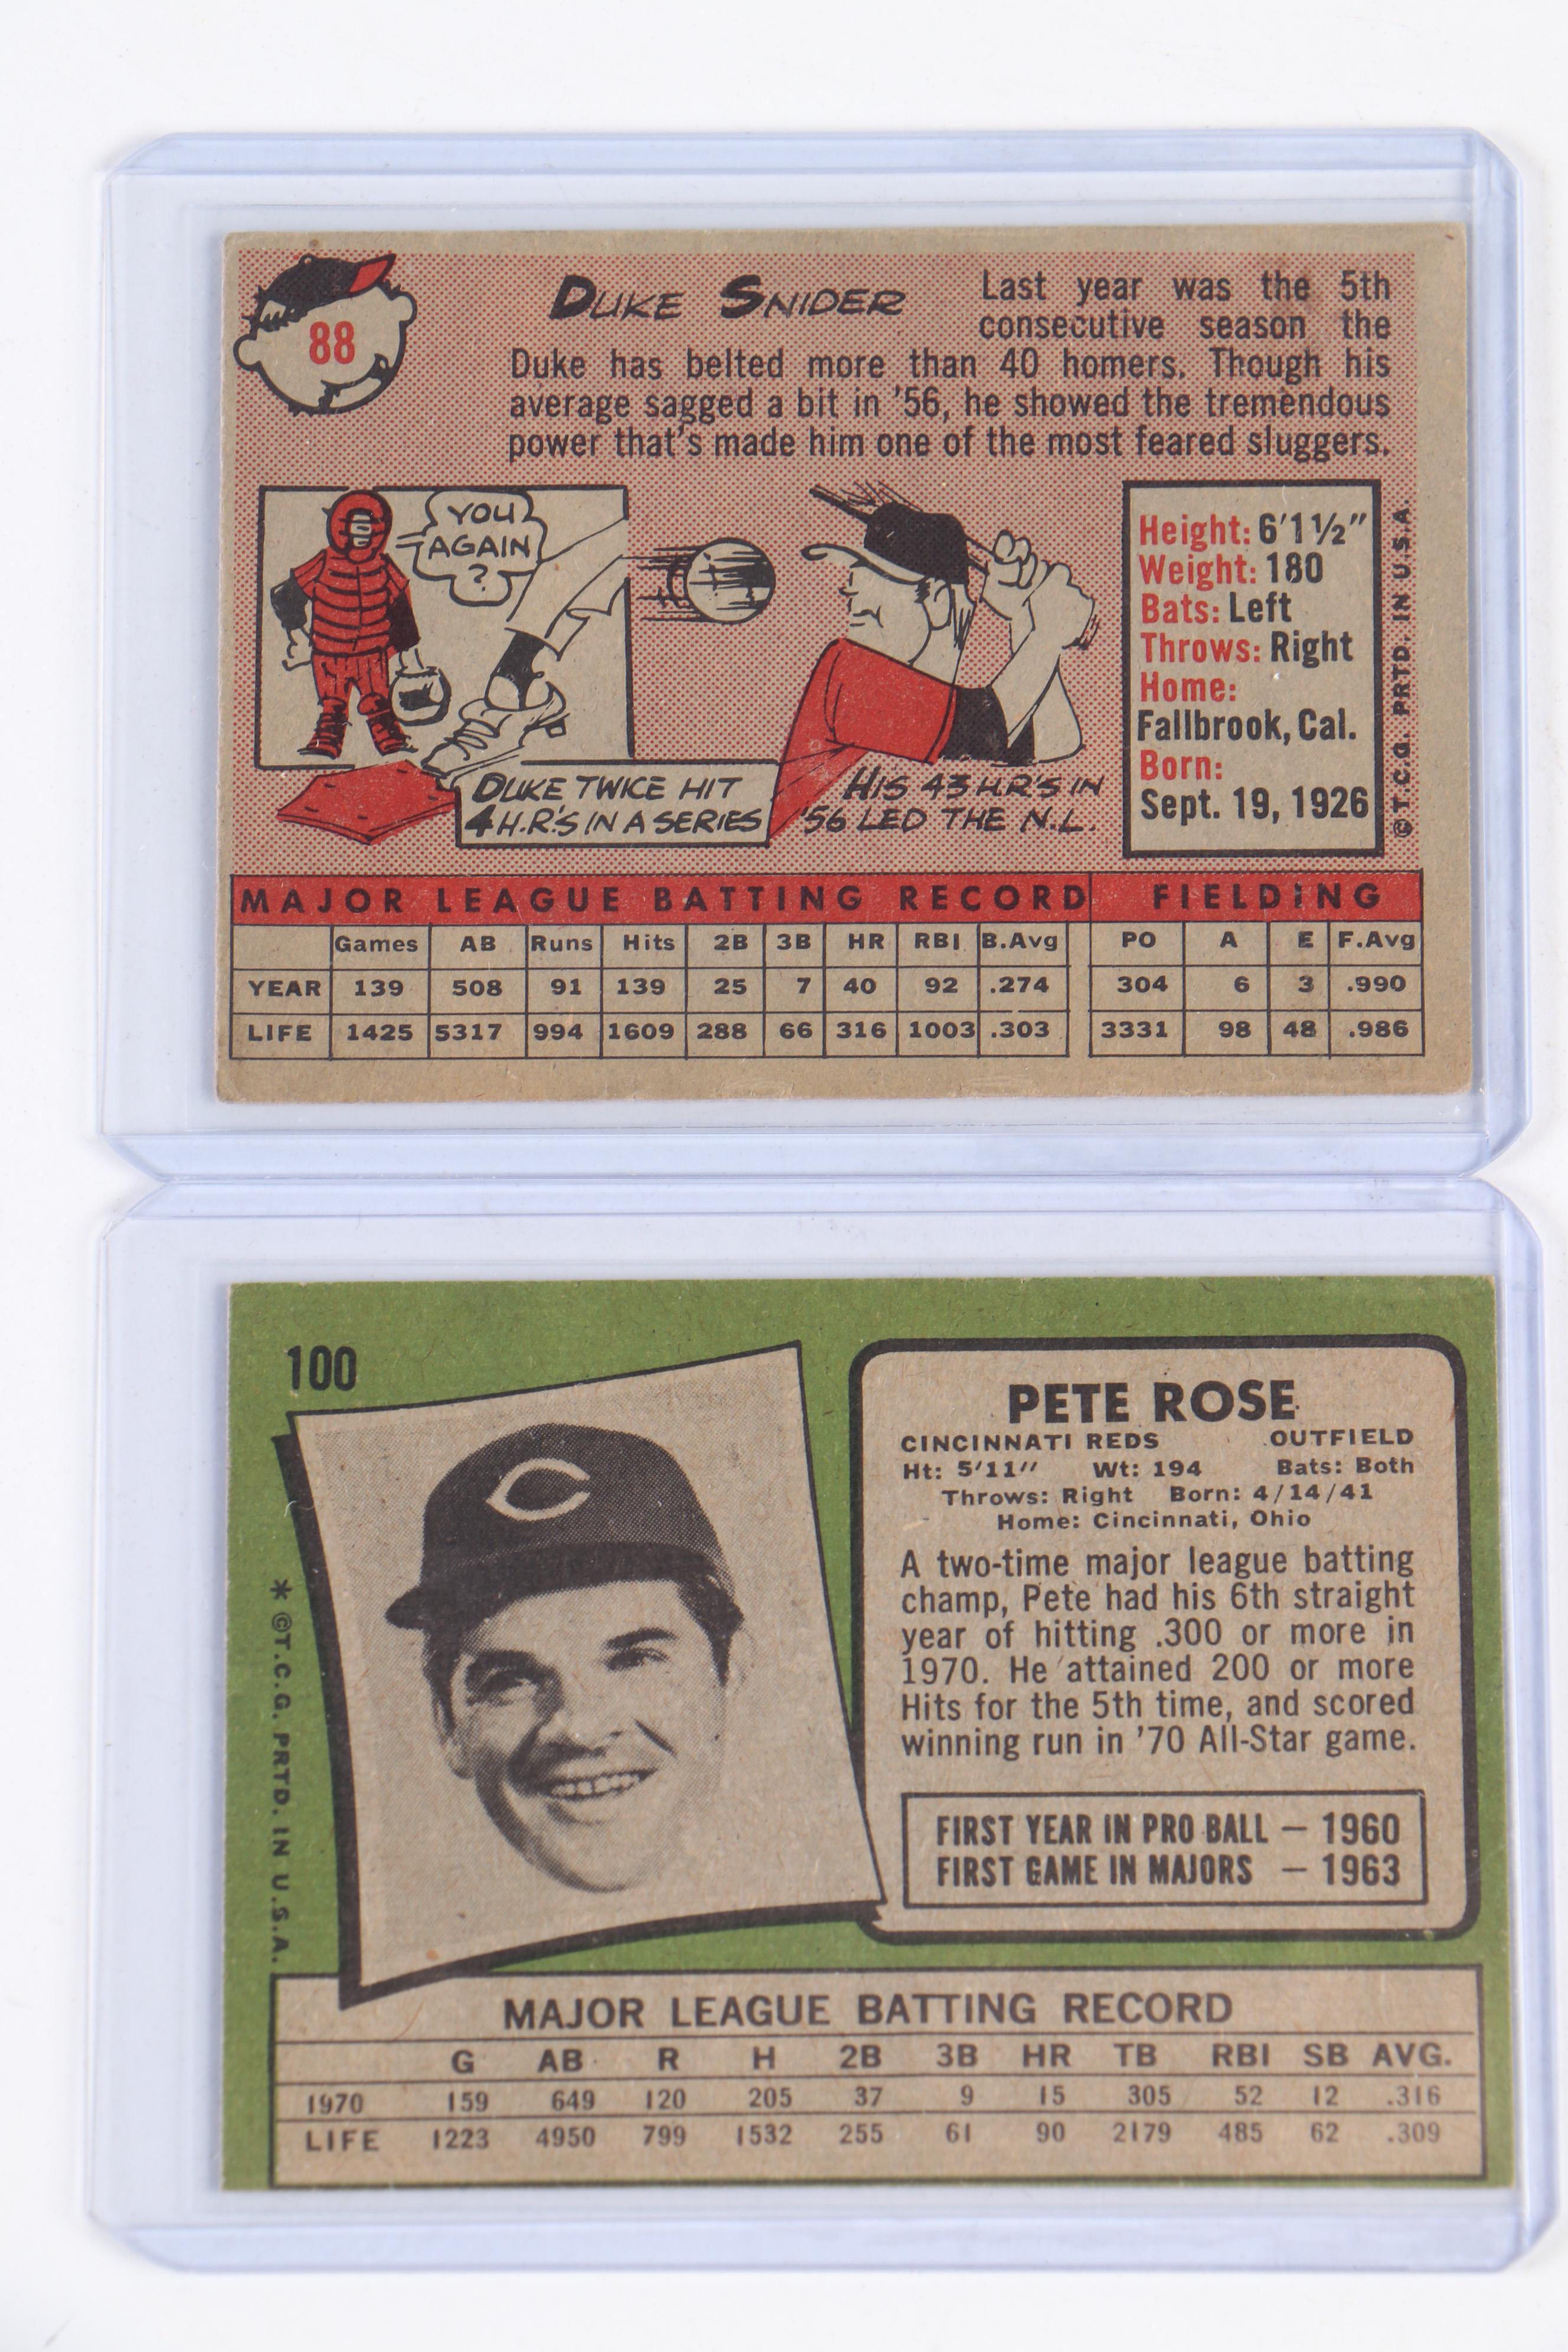 88
DUKE SNIDER
Last year was the 5th
consecutive season the
Duke has belted more than 40 homers. Though his
average sagged a bit in '56, he showed the tremendous
power that's made him one of the most feared sluggers.
YOU
AGAIN
?
DUKE TWICE HIT
4 H.R.'S IN A SERIES
HIS 43 H.R'S IN
'56 LED THE N.L.
Height: 6'1½"
Weight: 180
Bats: Left
Throws: Right
Home:
Fallbrook, Cal.
Born:
Sept. 19, 1926
© T.C.G. PRTD. IN U.S.A.
MAJOR LEAGUE BATTING RECORD FIELDING
Games AB Runs Hits 2B 3B HR RBI B.Avg PO A E F.Avg
YEAR 139 508 91 139 25 7 40 92 .274 304 6 3 .990
LIFE 1425 5317 994 1609 288 66 316 1003 .303 3331 98 48 .986
100
C
* ©T.C.G. PRTD. IN U.S.A.
PETE ROSE
CINCINNATI REDS OUTFIELD
Ht: 5'11" Wt: 194 Bats: Both
Throws: Right Born: 4/14/41
Home: Cincinnati, Ohio
A two-time major league batting
champ, Pete had his 6th straight
year of hitting .300 or more in
1970. He attained 200 or more
Hits for the 5th time, and scored
winning run in '70 All-Star game.
FIRST YEAR IN PRO BALL — 1960
FIRST GAME IN MAJORS — 1963
MAJOR LEAGUE BATTING RECORD
G AB R H 2B 3B HR TB RBI SB AVG.
1970 159 649 120 205 37 9 15 305 52 12 .316
LIFE 1223 4950 799 1532 255 61 90 2179 485 62 .309